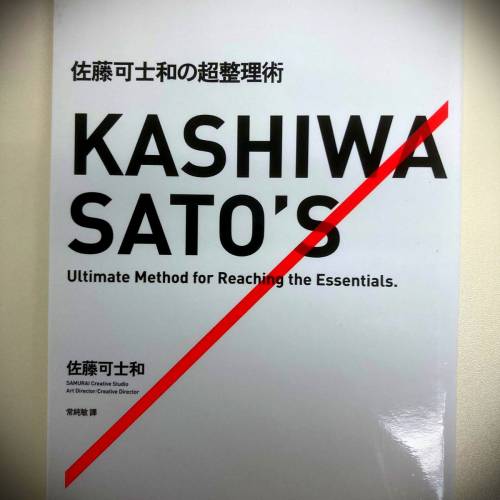 佐藤可士和の超整理術
KASHIWA
SATO'S
Ultimate Method for Reaching the Essentials.
佐藤可士和
SAMURAI Creative Studio
Art Director/Creative Director
常純敏 譯